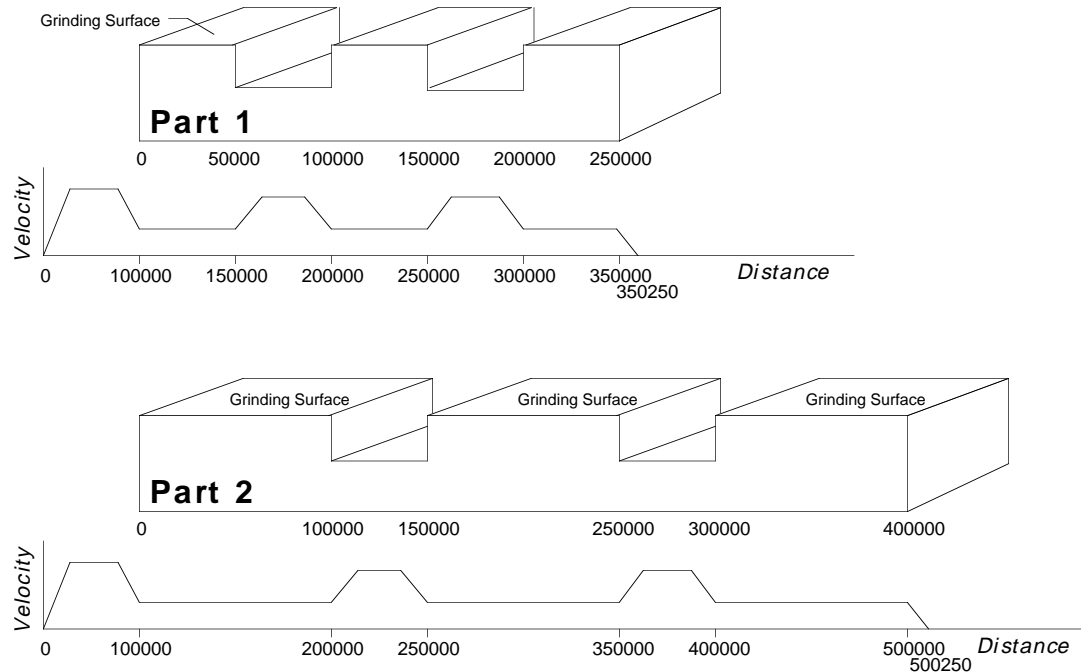 Grinding Surface
Part 1
0 50000 100000 150000 200000 250000
Velocity
0 100000 150000 200000 250000 300000 350000
350250
Distance
Grinding Surface Grinding Surface Grinding Surface
Part 2
0 100000 150000 250000 300000 400000
Velocity
0 100000 200000 250000 350000 400000 500000
500250
Distance